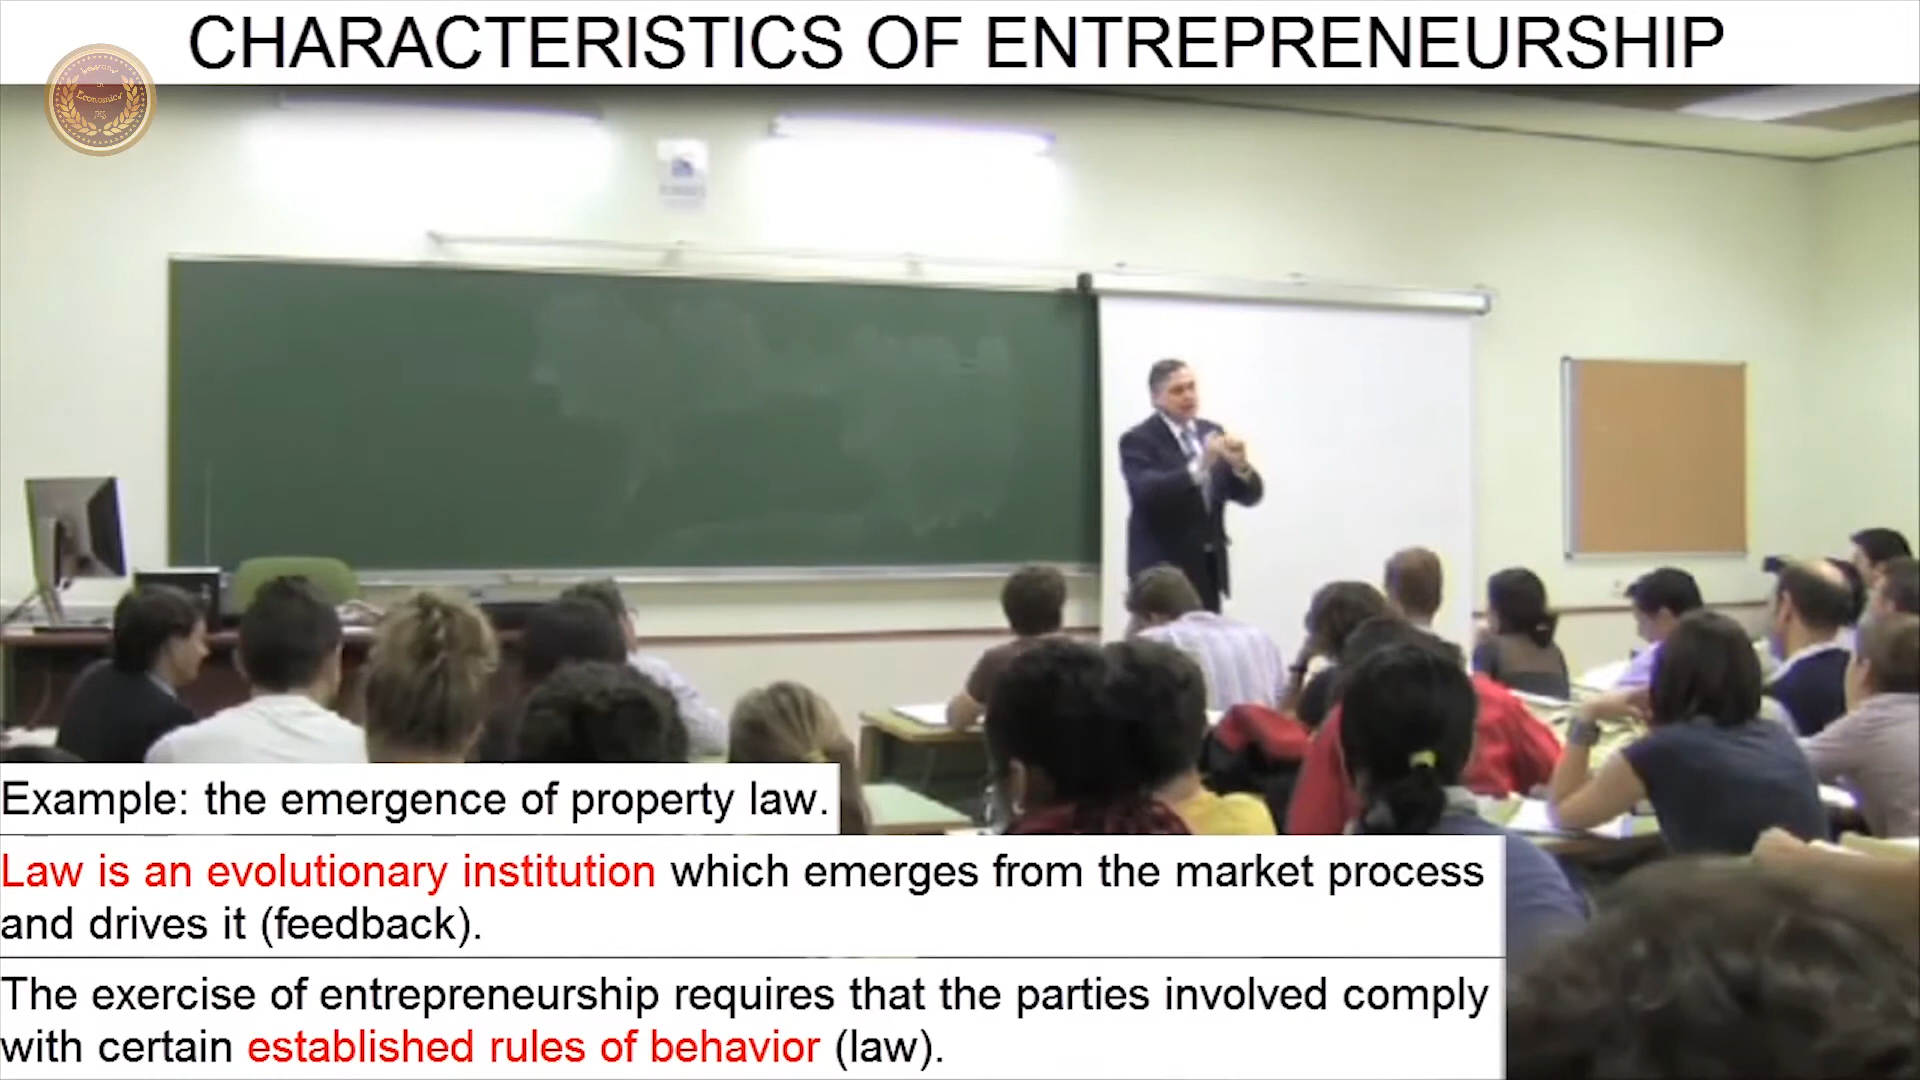 CHARACTERISTICS OF ENTREPRENEURSHIP
Economics
Example: the emergence of property law.
Law is an evolutionary institution which emerges from the market process
and drives it (feedback).
The exercise of entrepreneurship requires that the parties involved comply
with certain established rules of behavior (law).